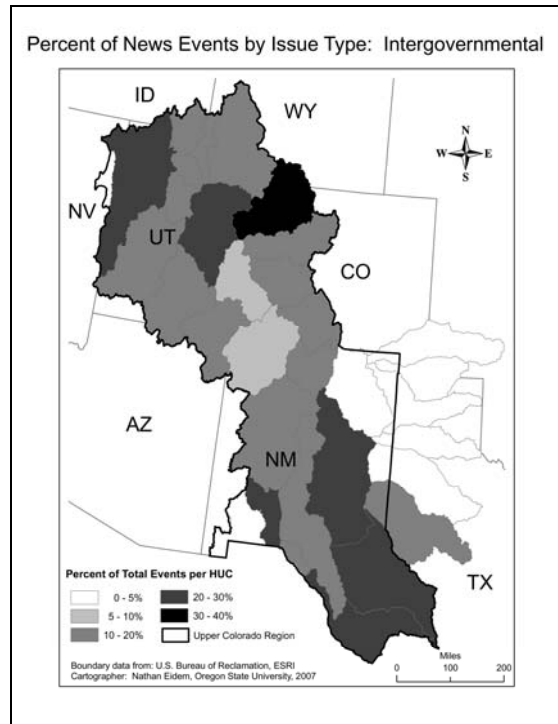 Percent of News Events by Issue Type: Intergovernmental
ID
WY
N
W E
S
NV
UT
CO
AZ
NM
TX
Percent of Total Events per HUC
0 - 5%
20 - 30%
5 - 10%
30 - 40%
10 - 20%
Upper Colorado Region
Miles
0 100 200
Boundary data from: U.S. Bureau of Reclamation, ESRI
Cartographer: Nathan Eidem, Oregon State University, 2007